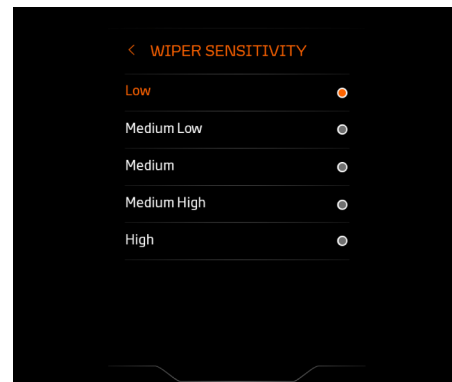 < WIPER SENSITIVITY
Low
Medium Low
Medium
Medium High
High